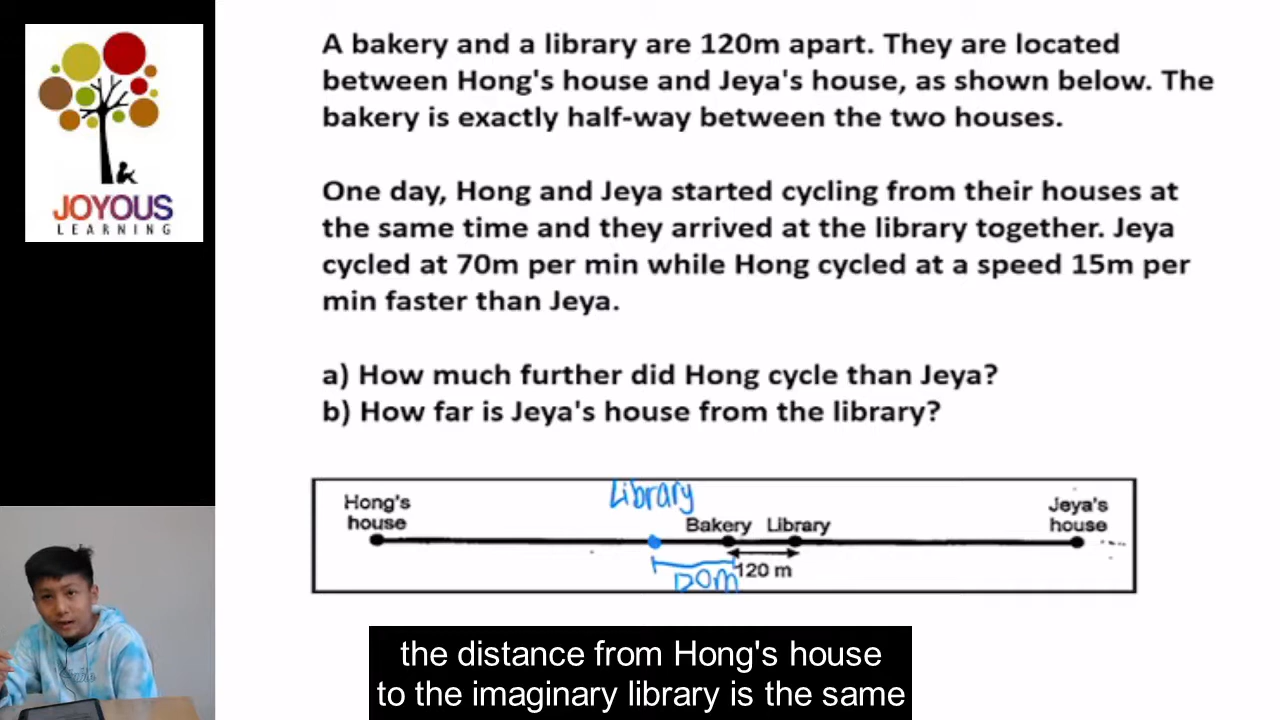 A bakery and a library are 120m apart. They are located
between Hong's house and Jeya's house, as shown below. The
bakery is exactly half-way between the two houses.
One day, Hong and Jeya started cycling from their houses at
the same time and they arrived at the library together. Jeya
cycled at 70m per min while Hong cycled at a speed 15m per
min faster than Jeya.
a) How much further did Hong cycle than Jeya?
b) How far is Jeya's house from the library?
JOYOUS
LEARNING
Library
Hong's
house
Bakery
Library
Jeya's
house
120m
120 m
the distance from Hong's house
to the imaginary library is the same